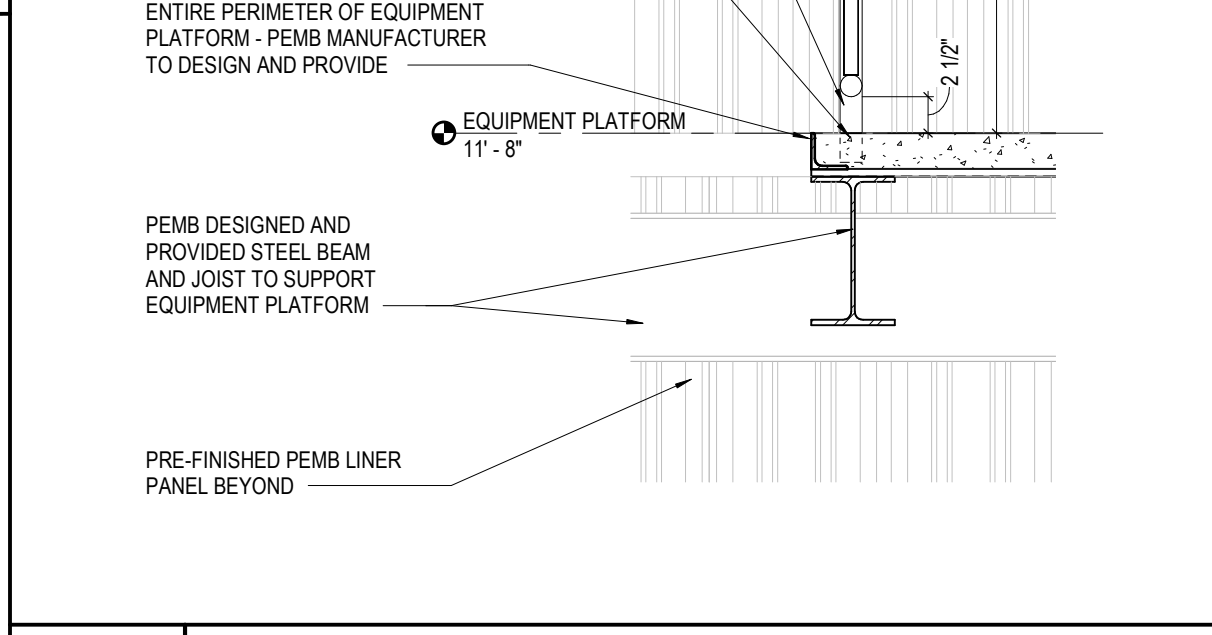 ENTIRE PERIMETER OF EQUIPMENT
PLATFORM - PEMB MANUFACTURER
TO DESIGN AND PROVIDE
2 1/2"
EQUIPMENT PLATFORM
11' - 8"
PEMB DESIGNED AND
PROVIDED STEEL BEAM
AND JOIST TO SUPPORT
EQUIPMENT PLATFORM
PRE-FINISHED PEMB LINER
PANEL BEYOND